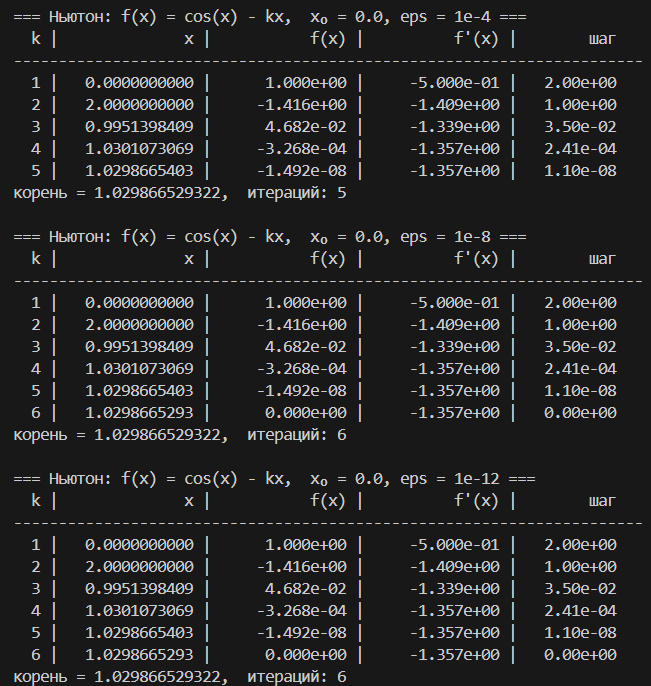 === Ньютон: f(x) = cos(x) - kx,  x₀ = 0.0, eps = 1e-4 ===
k |               x |            f(x) |           f'(x) |        шаг
----------------------------------------------------------------------
1 |    0.0000000000 |       1.000e+00 |      -5.000e-01 |   2.00e+00
2 |    2.0000000000 |      -1.416e+00 |      -1.409e+00 |   1.00e+00
3 |    0.9951398409 |       4.682e-02 |      -1.339e+00 |   3.50e-02
4 |    1.0301073069 |      -3.268e-04 |      -1.357e+00 |   2.41e-04
5 |    1.0298665403 |      -1.492e-08 |      -1.357e+00 |   1.10e-08
корень = 1.029866529322,  итераций: 5
=== Ньютон: f(x) = cos(x) - kx,  x₀ = 0.0, eps = 1e-8 ===
k |               x |            f(x) |           f'(x) |        шаг
----------------------------------------------------------------------
1 |    0.0000000000 |       1.000e+00 |      -5.000e-01 |   2.00e+00
2 |    2.0000000000 |      -1.416e+00 |      -1.409e+00 |   1.00e+00
3 |    0.9951398409 |       4.682e-02 |      -1.339e+00 |   3.50e-02
4 |    1.0301073069 |      -3.268e-04 |      -1.357e+00 |   2.41e-04
5 |    1.0298665403 |      -1.492e-08 |      -1.357e+00 |   1.10e-08
6 |    1.0298665293 |       0.000e+00 |      -1.357e+00 |   0.00e+00
корень = 1.029866529322,  итераций: 6
=== Ньютон: f(x) = cos(x) - kx,  x₀ = 0.0, eps = 1e-12 ===
k |               x |            f(x) |           f'(x) |        шаг
----------------------------------------------------------------------
1 |    0.0000000000 |       1.000e+00 |      -5.000e-01 |   2.00e+00
2 |    2.0000000000 |      -1.416e+00 |      -1.409e+00 |   1.00e+00
3 |    0.9951398409 |       4.682e-02 |      -1.339e+00 |   3.50e-02
4 |    1.0301073069 |      -3.268e-04 |      -1.357e+00 |   2.41e-04
5 |    1.0298665403 |      -1.492e-08 |      -1.357e+00 |   1.10e-08
6 |    1.0298665293 |       0.000e+00 |      -1.357e+00 |   0.00e+00
корень = 1.029866529322,  итераций: 6